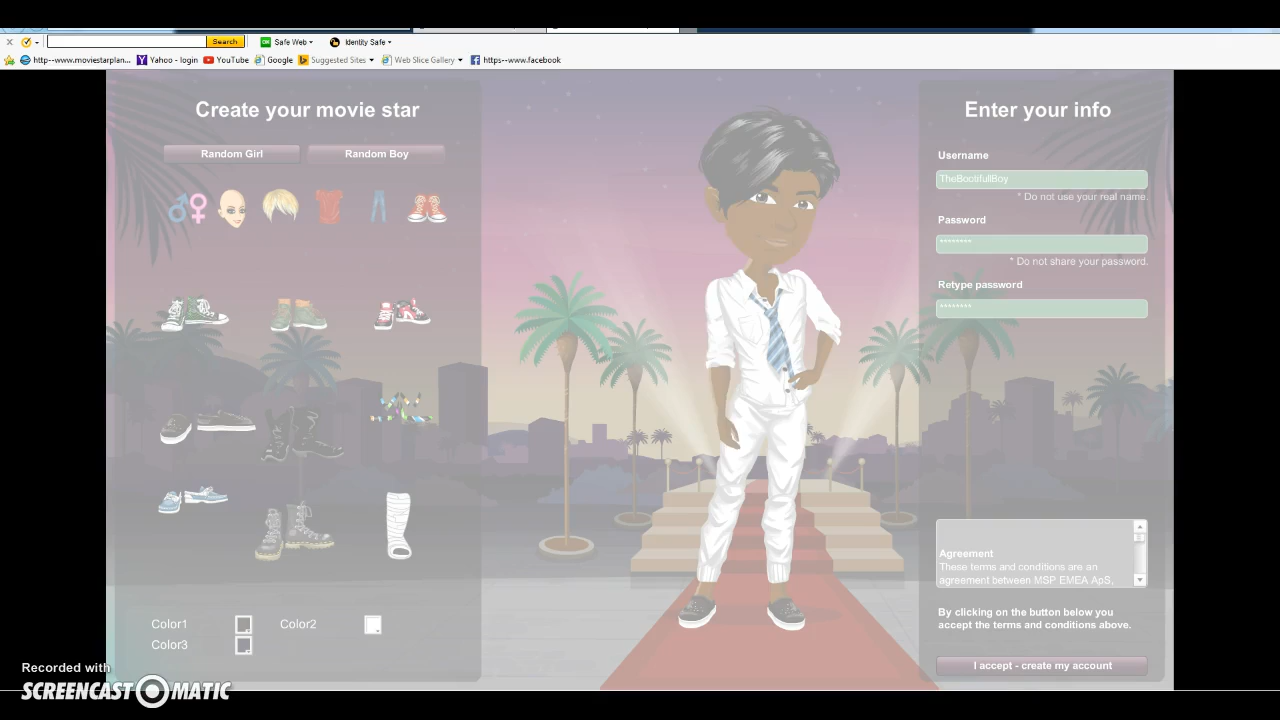 Search
OK Safe Web
Identity Safe
http--www.moviestarplan...
Yahoo - login
YouTube
Google
Suggested Sites
Web Slice Gallery
https--www.facebook
Create your movie star
Random Girl
Random Boy
Color1
Color2
Color3
Enter your info
Username
TheBootifullBoy
* Do not use your real name.
Password
********
* Do not share your password.
Retype password
********
Agreement
These terms and conditions are an
agreement between MSP EMEA ApS,
By clicking on the button below you
accept the terms and conditions above.
I accept - create my account
Recorded with
SCREENCAST-O-MATIC